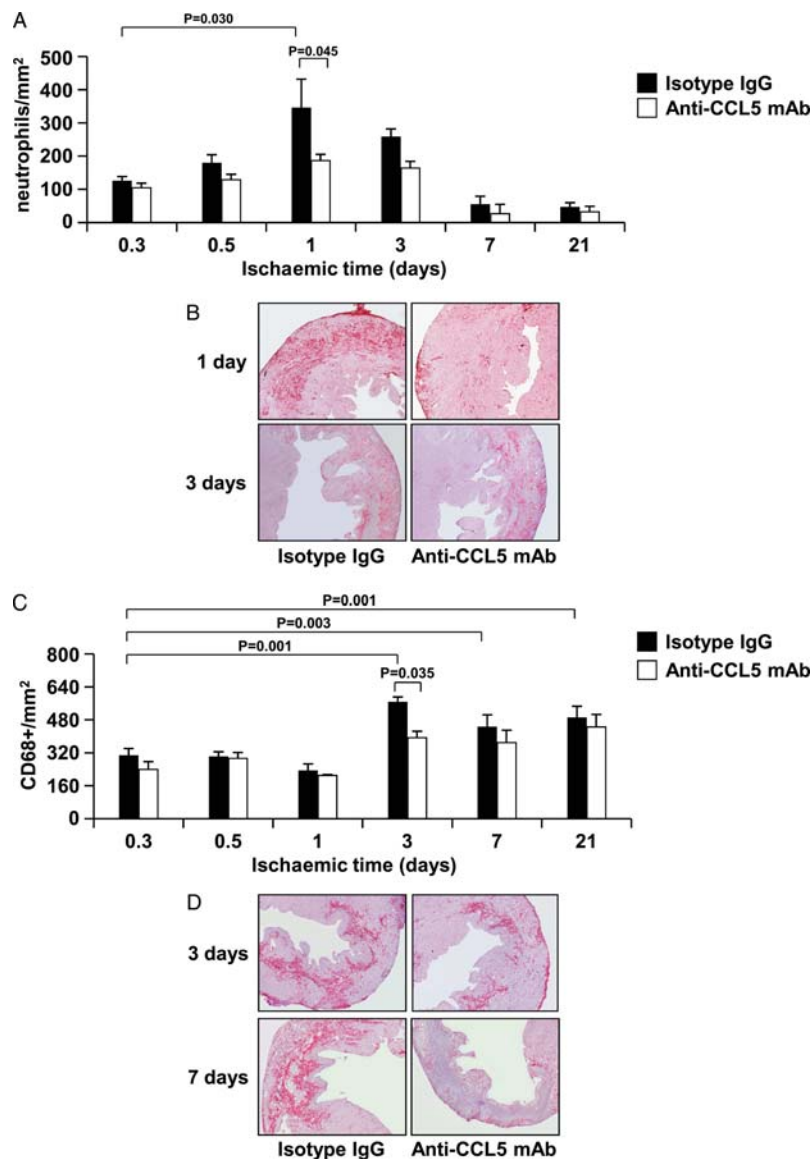 A
P=0.030
P=0.045
500
400
300
200
100
0
neutrophils/mm²
0.3 0.5 1 3 7 21
Ischaemic time (days)
Isotype IgG
Anti-CCL5 mAb
B
1 day
3 days
Isotype IgG Anti-CCL5 mAb
C
P=0.001
P=0.003
P=0.001
P=0.035
800
640
480
320
160
0
CD68+/mm²
0.3 0.5 1 3 7 21
Ischaemic time (days)
Isotype IgG
Anti-CCL5 mAb
D
3 days
7 days
Isotype IgG Anti-CCL5 mAb